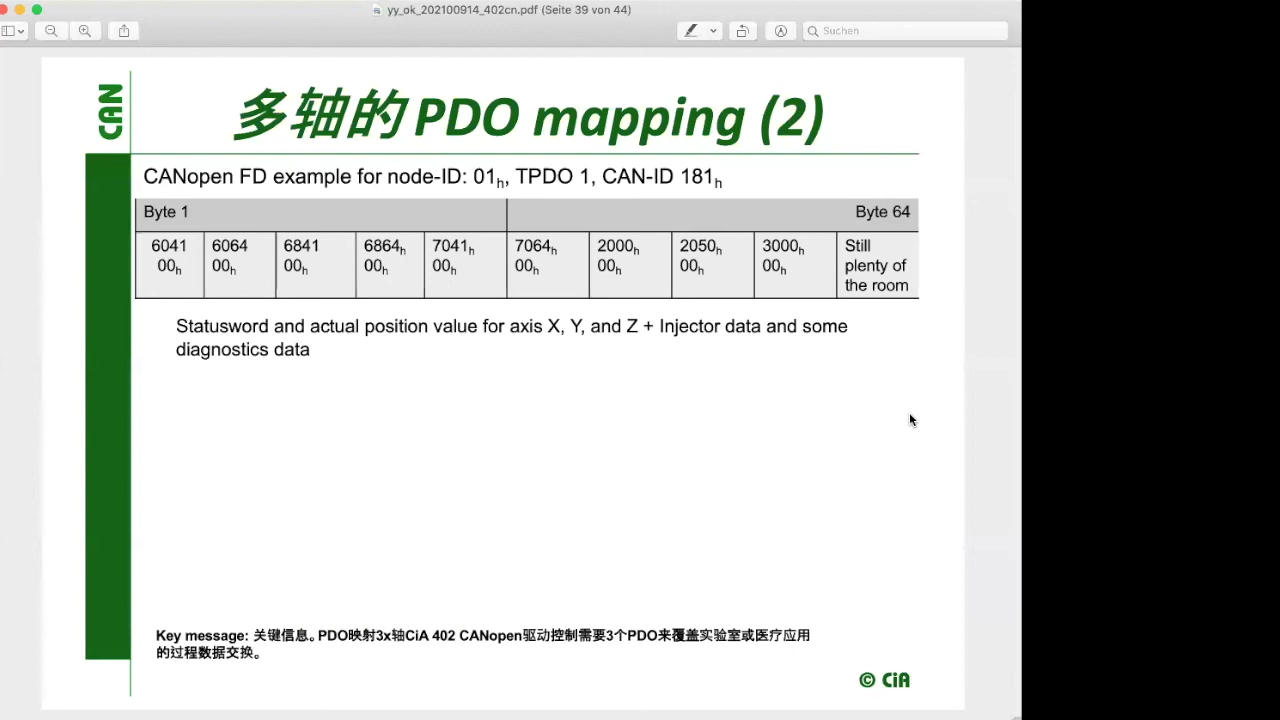 yy_ok_202100914_402cn.pdf (Seite 39 von 44)
Suchen
CAN
多轴的 PDO mapping (2)
CANopen FD example for node-ID: 01h, TPDO 1, CAN-ID 181h
Byte 1 Byte 64
6041 00h 6064 00h 6841 00h 6864h 00h 7041h 00h 7064h 00h 2000h 00h 2050h 00h 3000h 00h Still plenty of the room
Statusword and actual position value for axis X, Y, and Z + Injector data and some
diagnostics data
Key message: 关键信息。PDO映射3x轴CiA 402 CANopen驱动控制需要3个PDO来覆盖实验室或医疗应用
的过程数据交换。
© CiA